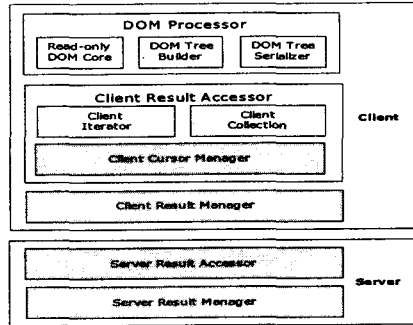 DOM Processor
Read-only DOM Tree DOM Tree
DOM Core Builder Serializer
Client Result Accessor
Client Client
Iterator Collection
Client
Client Cursor Manager
Client Result Manager
Server Result Accessor
Server
Server Result Manager